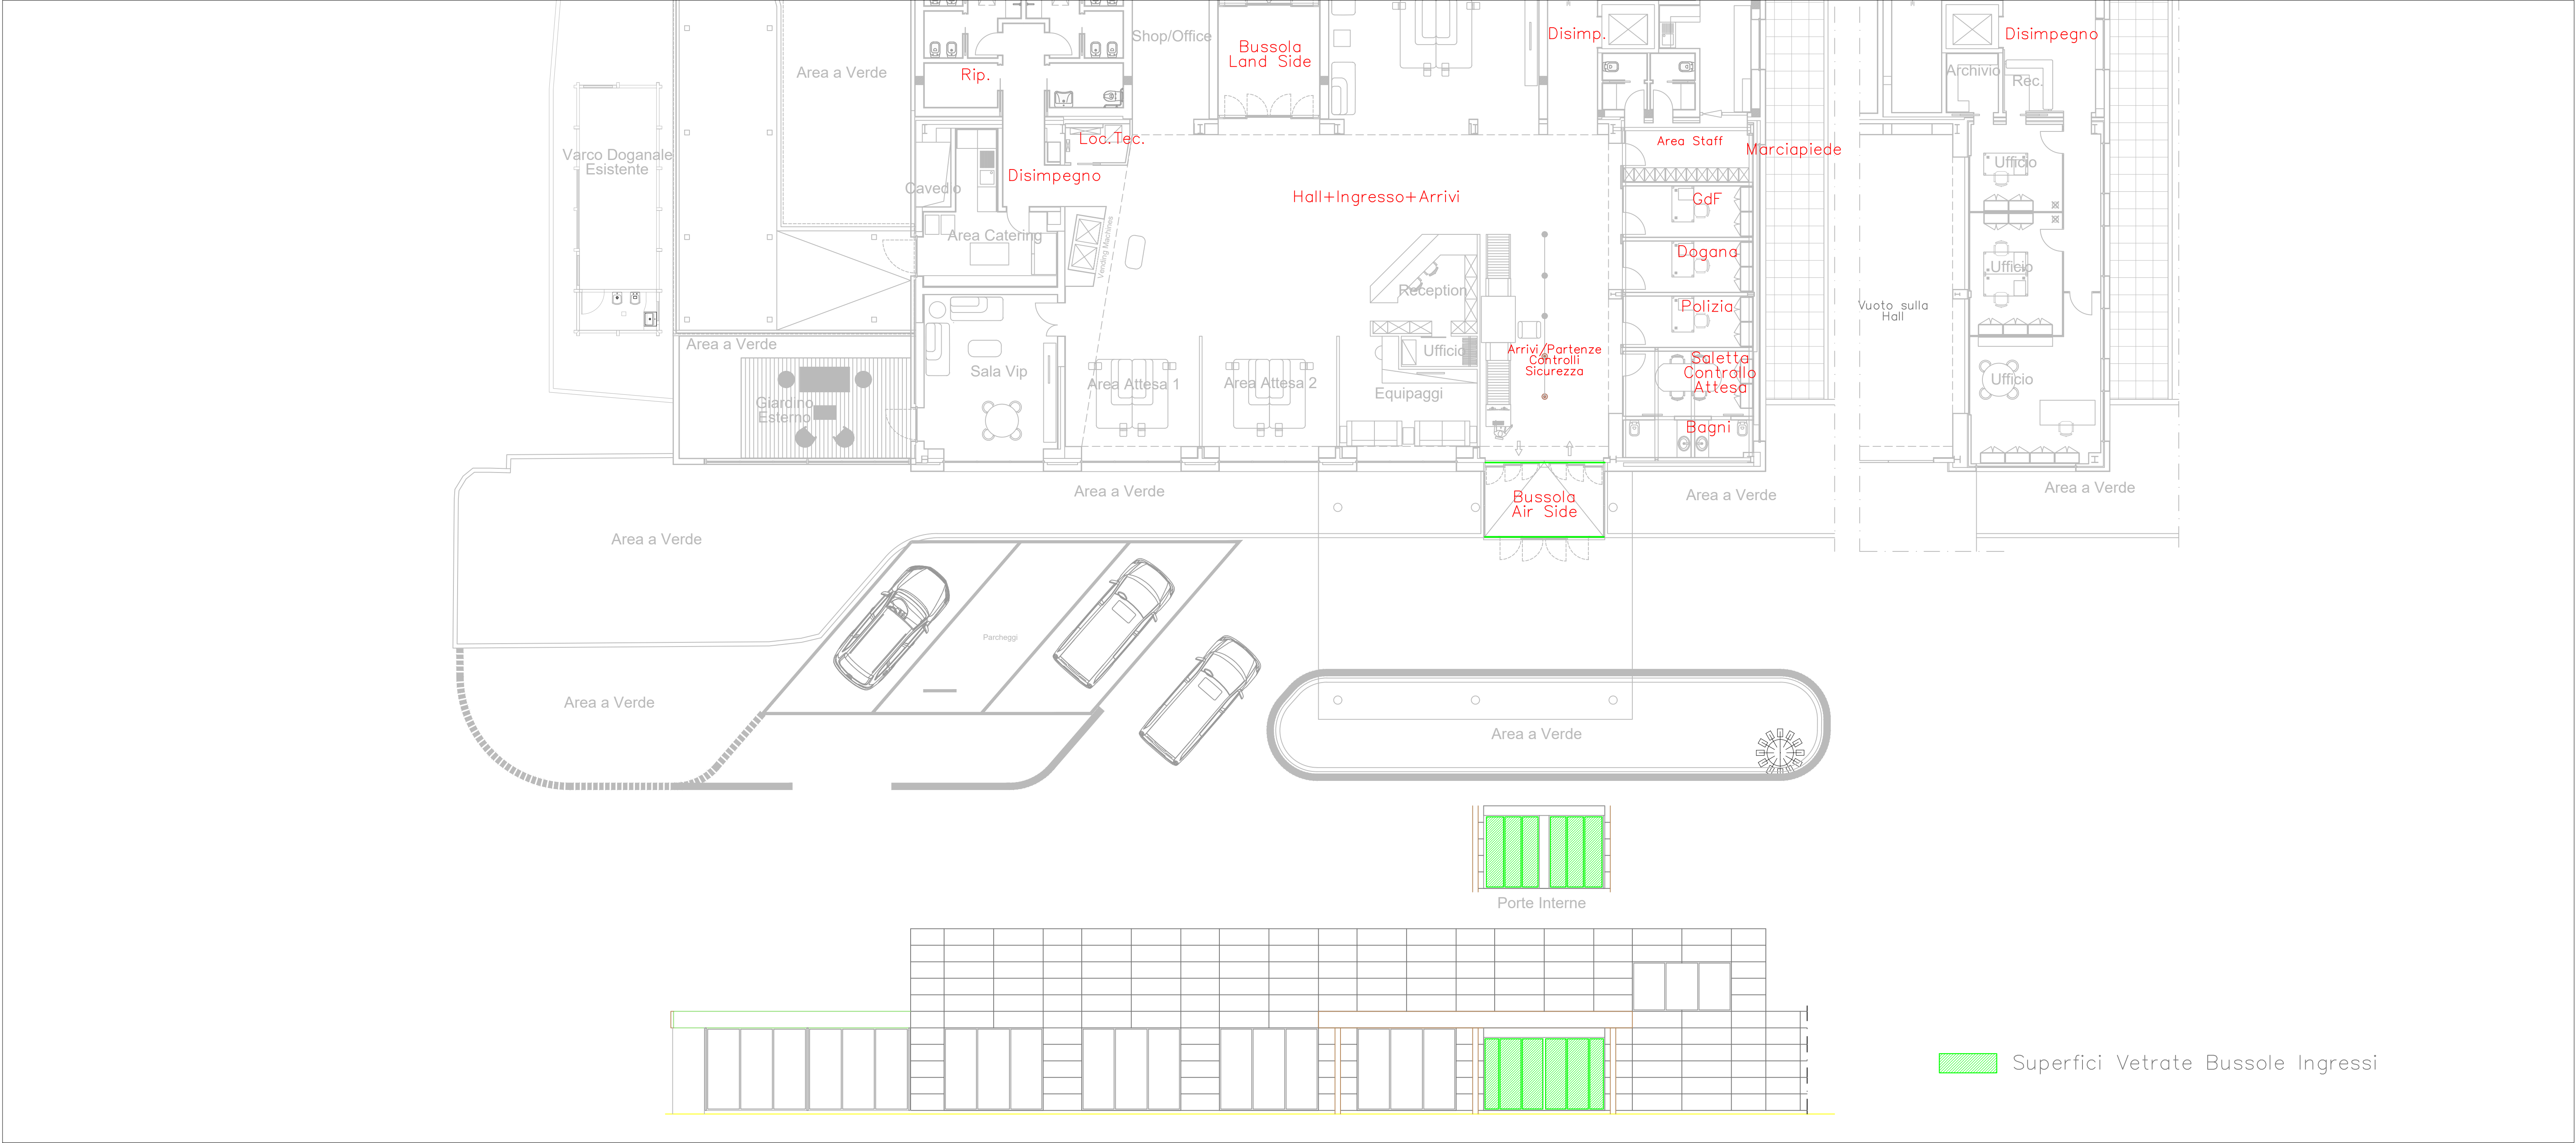 Shop/Office
Bussola
Land Side
Disimp.
Disimpegno
Area a Verde
Rip.
Archivio
Rec.
Loc.Tec.
Area Staff
Marciapiede
Varco Doganale
Esistente
Ufficio
Disimpegno
Cavedio
Hall+Ingresso+Arrivi
GdF
Area Catering
Vending Machines
Dogana
Ufficio
Reception
Polizia
Vuoto sulla
Hall
Area a Verde
Ufficio
Arrivi/Partenze
Controlli
Sicurezza
Saletta
Controllo
Attesa
Sala Vip
Area Attesa 1
Area Attesa 2
Equipaggi
Ufficio
Giardino
Esterno
Bagni
Area a Verde
Bussola
Air Side
Area a Verde
Area a Verde
Area a Verde
Parcheggi
Area a Verde
Area a Verde
Porte Interne
Superfici Vetrate Bussole Ingressi